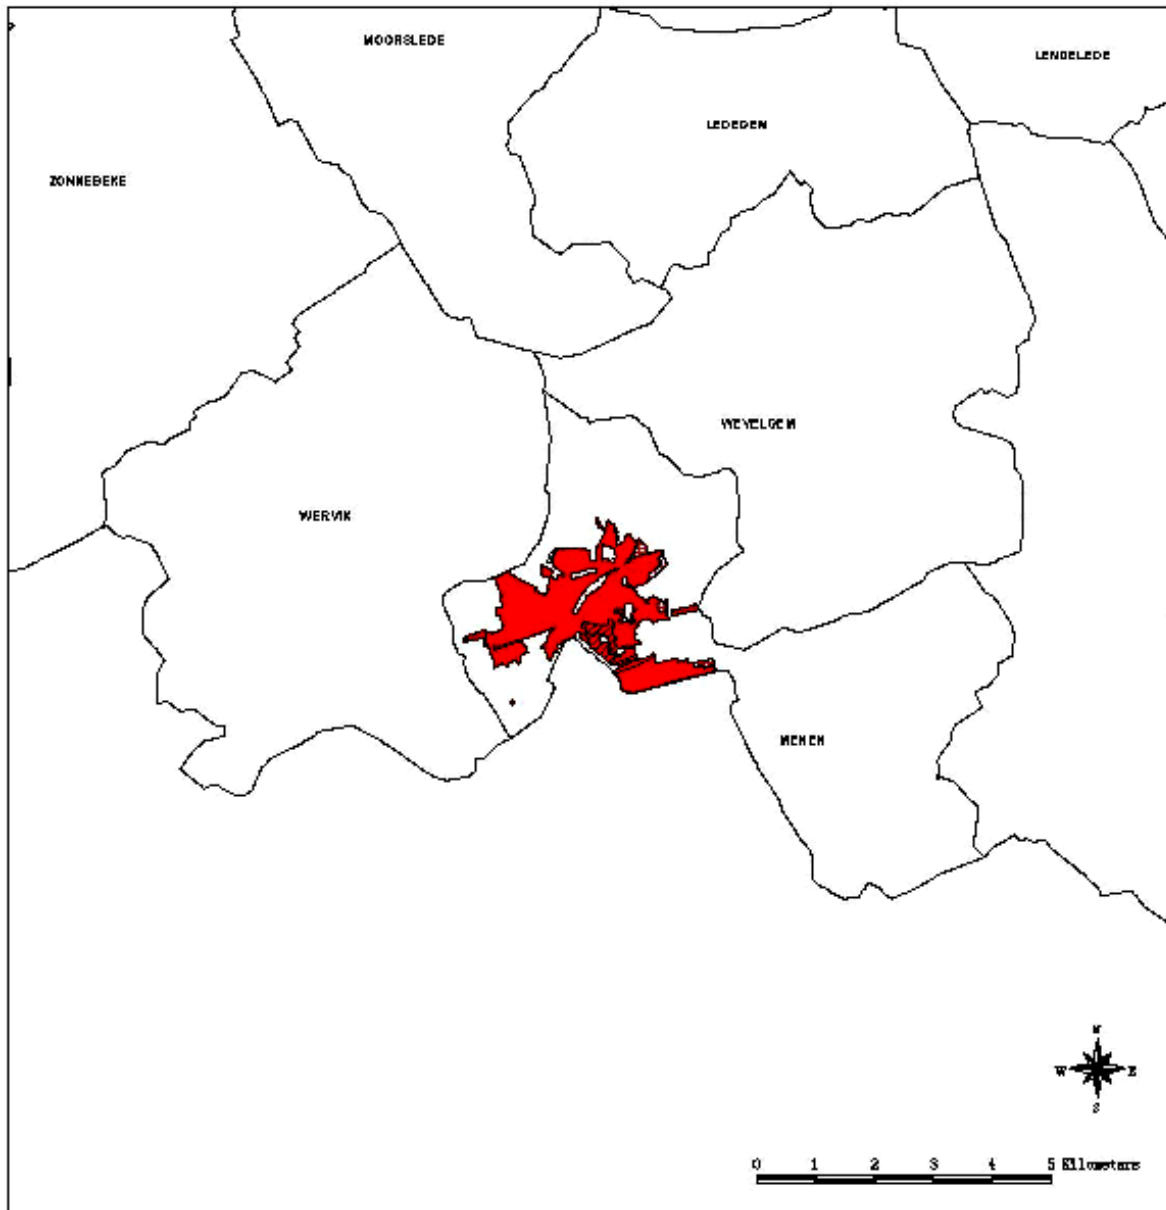 MOORSLEDE
LENDELEDE
LEDEGEM
ZONNEBEKE
WEVELGEM
WERVIK
MENEN
N
W E
S
0 1 2 3 4 5 Kilometers